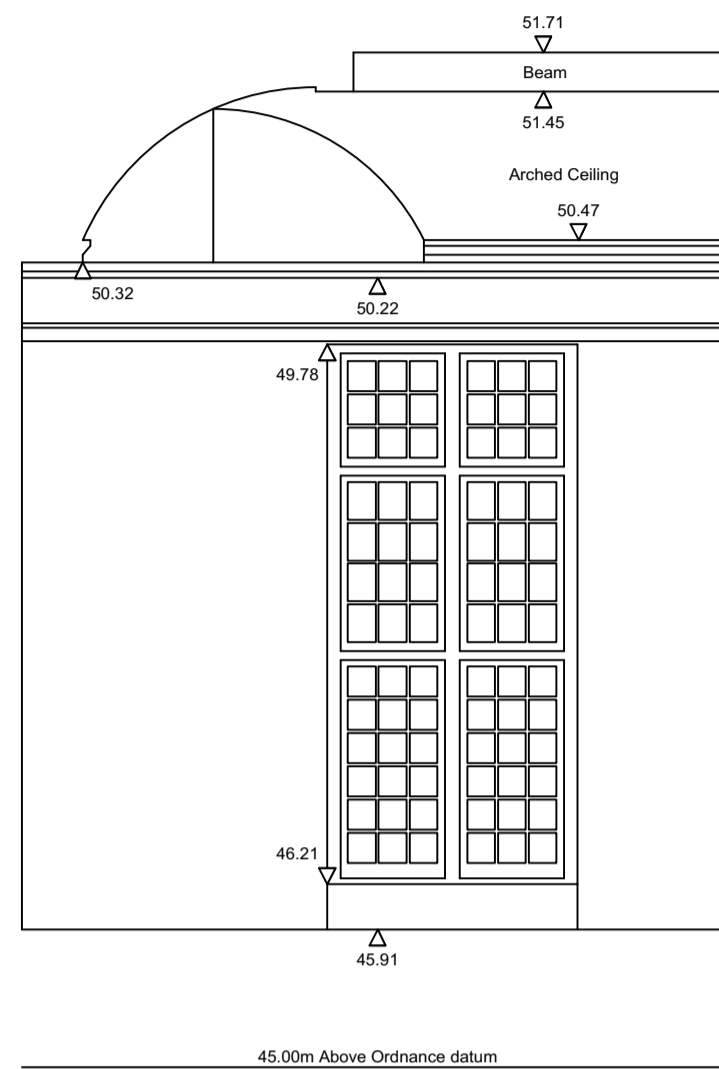 51.71
Beam
51.45
Arched Ceiling
50.47
50.32
50.22
49.78
46.21
45.91
45.00m Above Ordnance datum